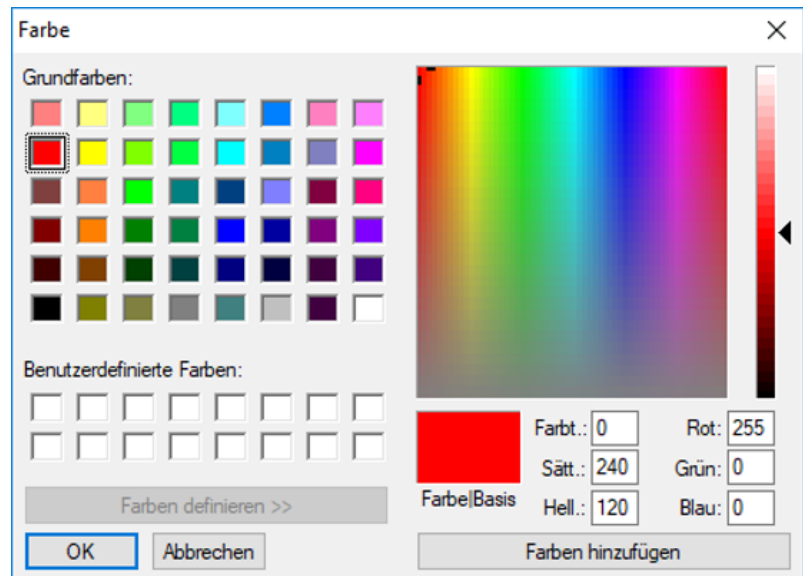 Farbe
Grundfarben:
Benutzerdefinierte Farben:
Farben definieren >>
OK
Abbrechen
Farbe|Basis
Farbt.: 0
Sätt.: 240
Hell.: 120
Rot: 255
Grün: 0
Blau: 0
Farben hinzufügen